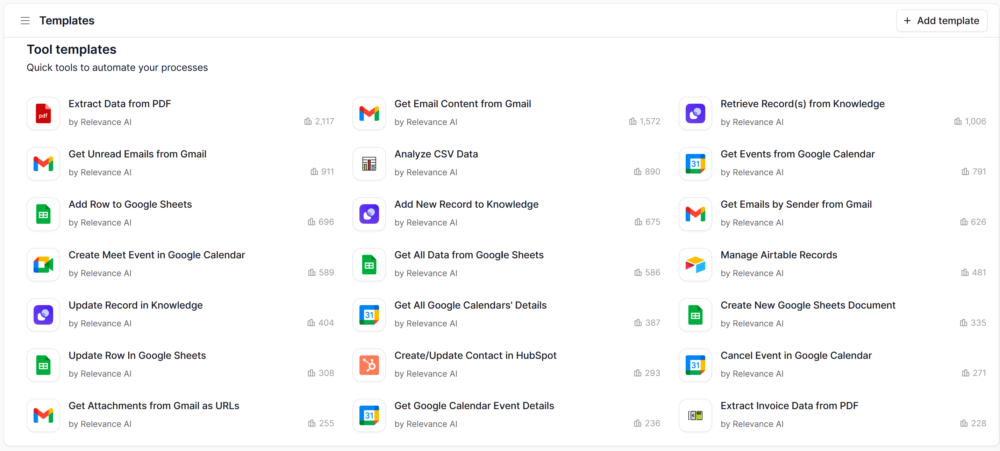 Templates
+ Add template
Tool templates
Quick tools to automate your processes
Extract Data from PDF
by Relevance AI
2,117
Get Email Content from Gmail
by Relevance AI
1,572
Retrieve Record(s) from Knowledge
by Relevance AI
1,006
Get Unread Emails from Gmail
by Relevance AI
911
Analyze CSV Data
by Relevance AI
890
Get Events from Google Calendar
by Relevance AI
791
Add Row to Google Sheets
by Relevance AI
696
Add New Record to Knowledge
by Relevance AI
675
Get Emails by Sender from Gmail
by Relevance AI
626
Create Meet Event in Google Calendar
by Relevance AI
589
Get All Data from Google Sheets
by Relevance AI
586
Manage Airtable Records
by Relevance AI
481
Update Record in Knowledge
by Relevance AI
404
Get All Google Calendars' Details
by Relevance AI
387
Create New Google Sheets Document
by Relevance AI
335
Update Row In Google Sheets
by Relevance AI
308
Create/Update Contact in HubSpot
by Relevance AI
293
Cancel Event in Google Calendar
by Relevance AI
271
Get Attachments from Gmail as URLs
by Relevance AI
255
Get Google Calendar Event Details
by Relevance AI
236
Extract Invoice Data from PDF
by Relevance AI
228
pdf
31
31
31
31
€ 100